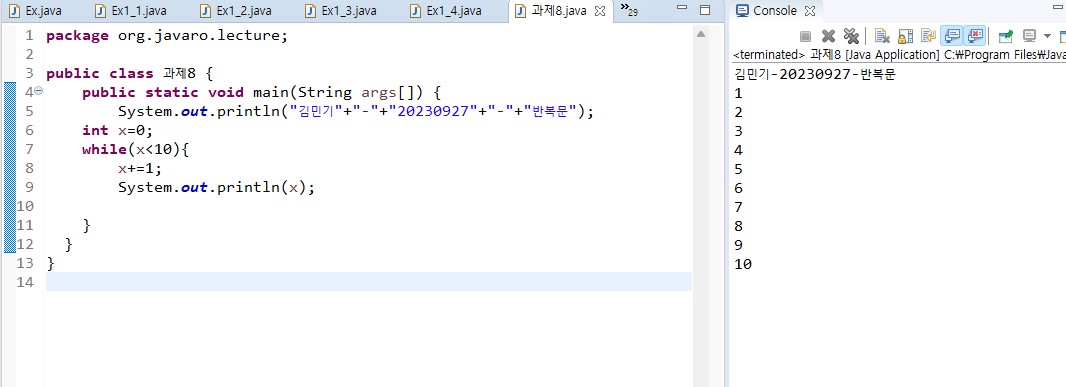 Ex.java Ex1_1.java Ex1_2.java Ex1_3.java Ex1_4.java 과제8.java »29
1 package org.javaro.lecture;
2
3 public class 과제8 {
4 public static void main(String args[]) {
5 System.out.println("김민기"+"-"+"20230927"+"-"+"반복문");
6 int x=0;
7 while(x<10){
8 x+=1;
9 System.out.println(x);
10
11 }
12 }
13 }
14
Console
<terminated> 과제8 [Java Application] C:₩Program Files₩Java
김민기-20230927-반복문
1
2
3
4
5
6
7
8
9
10